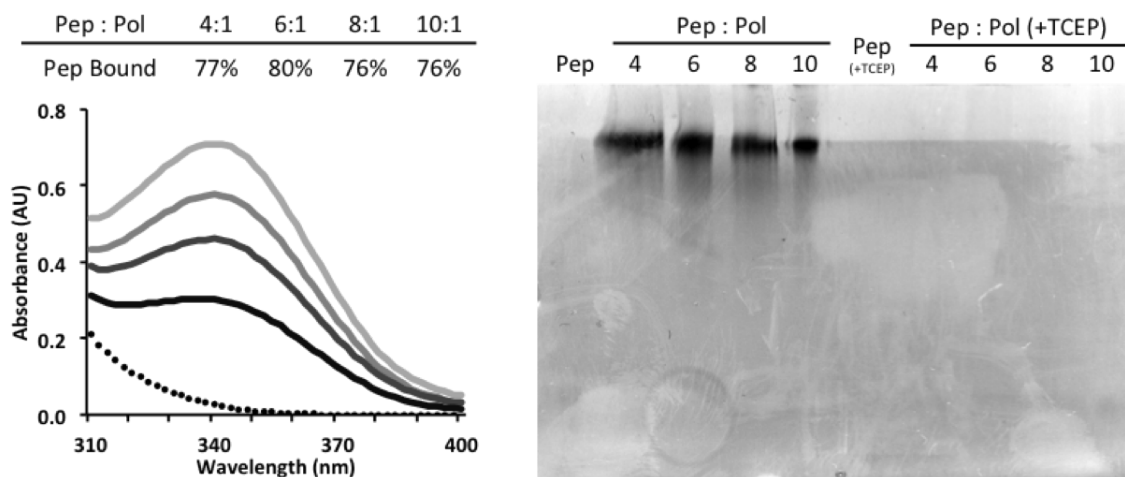 Pep : Pol 4:1 6:1 8:1 10:1
Pep Bound 77% 80% 76% 76%
0.8
0.6
0.4
0.2
0.0
Absorbance (AU)
310 340 370 400
Wavelength (nm)
Pep : Pol Pep : Pol (+TCEP)
Pep 4 6 8 10 Pep (+TCEP) 4 6 8 10